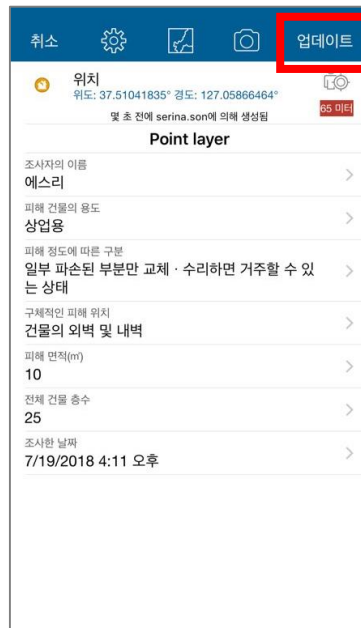 취소 업데이트
위치
위도: 37.51041835° 경도: 127.05866464°
65 미터
몇 초 전에 serina.son에 의해 생성됨
Point layer
조사자의 이름
에스리
피해 건물의 용도
상업용
피해 정도에 따른 구분
일부 파손된 부분만 교체 · 수리하면 거주할 수 있
는 상태
구체적인 피해 위치
건물의 외벽 및 내벽
피해 면적(㎡)
10
전체 건물 층수
25
조사한 날짜
7/19/2018 4:11 오후